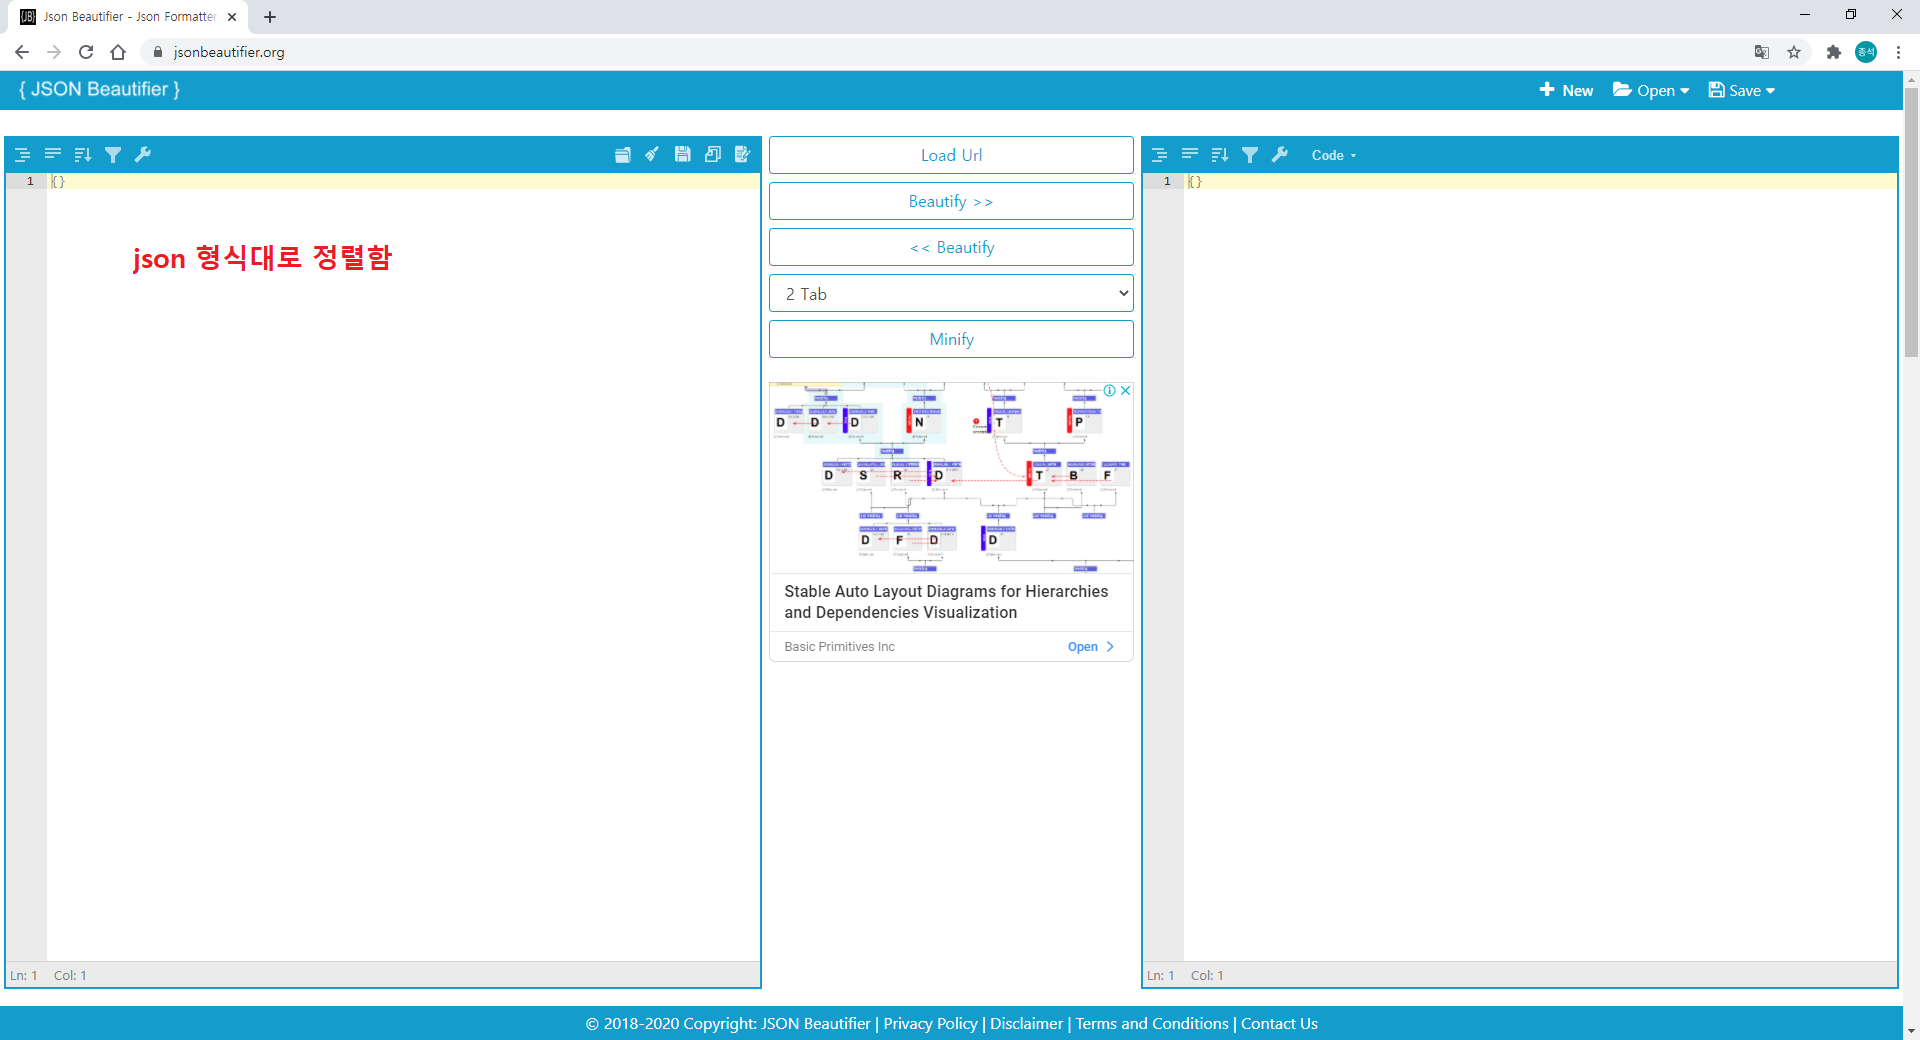 Json Beautifier - Json Formatter
jsonbeautifier.org
종석
{ JSON Beautifier }
New
Open
Save
1 {}
json 형식대로 정렬함
Ln: 1 Col: 1
Load Url
Beautify >>
<< Beautify
2 Tab
Minify
D D D N T P
D S R D T B F
D F D D
Stable Auto Layout Diagrams for Hierarchies
and Dependencies Visualization
Basic Primitives Inc
Open
Code
1 {}
Ln: 1 Col: 1
© 2018-2020 Copyright: JSON Beautifier | Privacy Policy | Disclaimer | Terms and Conditions | Contact Us